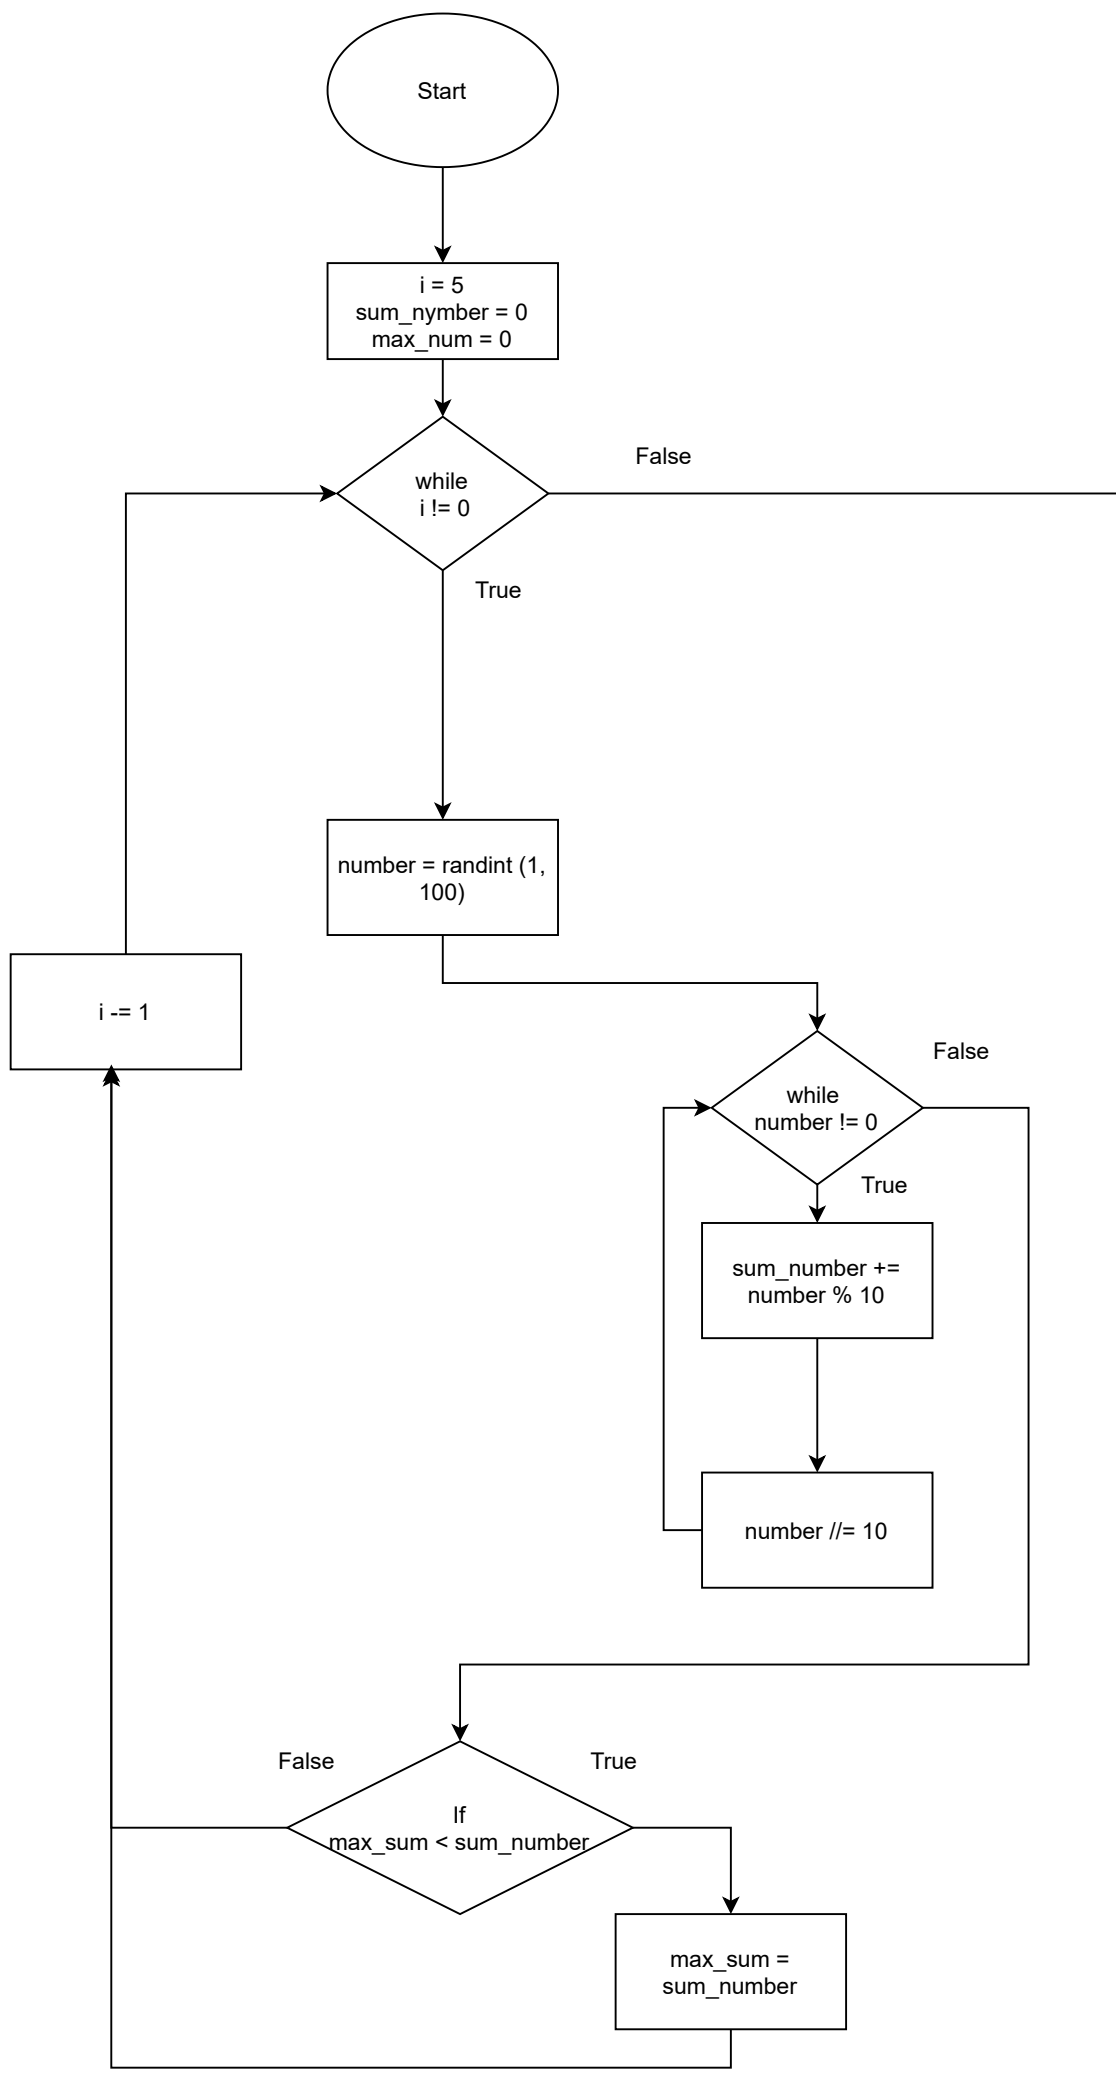 Start
i = 5
sum_nymber = 0
max_num = 0
False
while
i != 0
True
number = randint (1,
100)
i -= 1
False
while
number != 0
True
sum_number +=
number % 10
number //= 10
False
True
If
max_sum < sum_number
max_sum =
sum_number